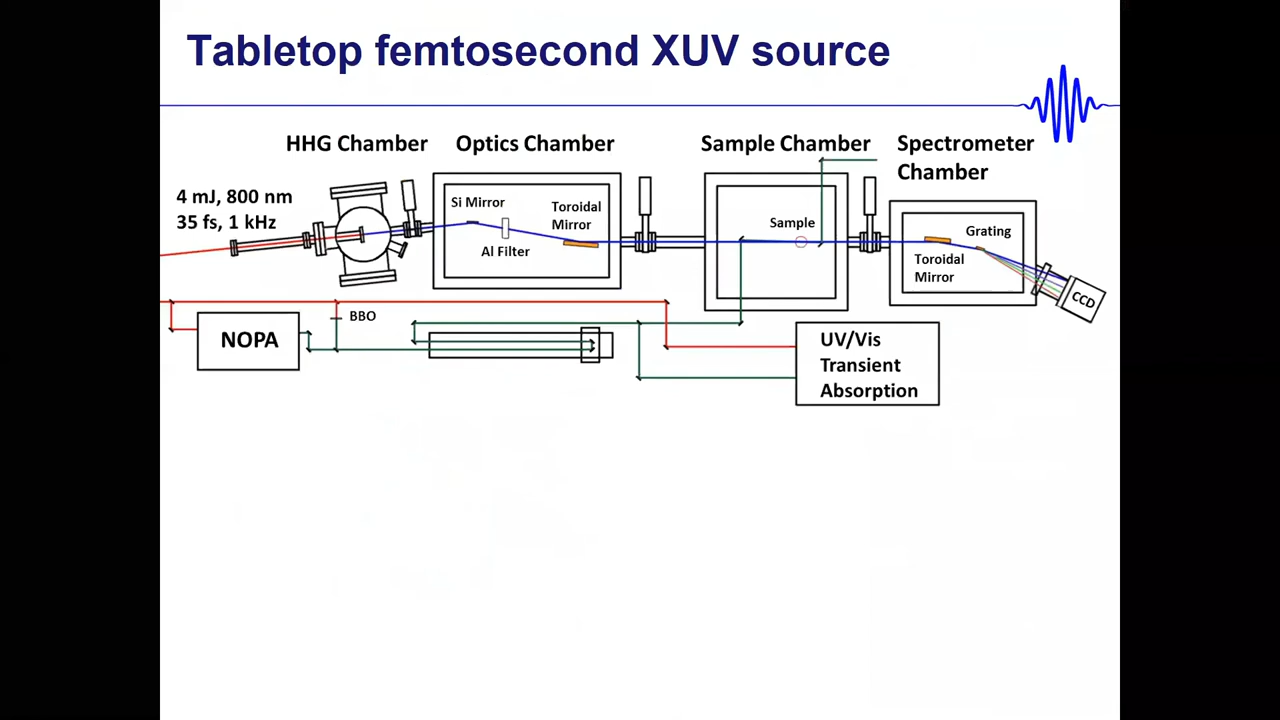 Tabletop femtosecond XUV source
HHG Chamber
Optics Chamber
Sample Chamber
Spectrometer
Chamber
4 mJ, 800 nm
35 fs, 1 kHz
Si Mirror
Al Filter
Toroidal
Mirror
Sample
Grating
Toroidal
Mirror
CCD
BBO
NOPA
UV/Vis
Transient
Absorption